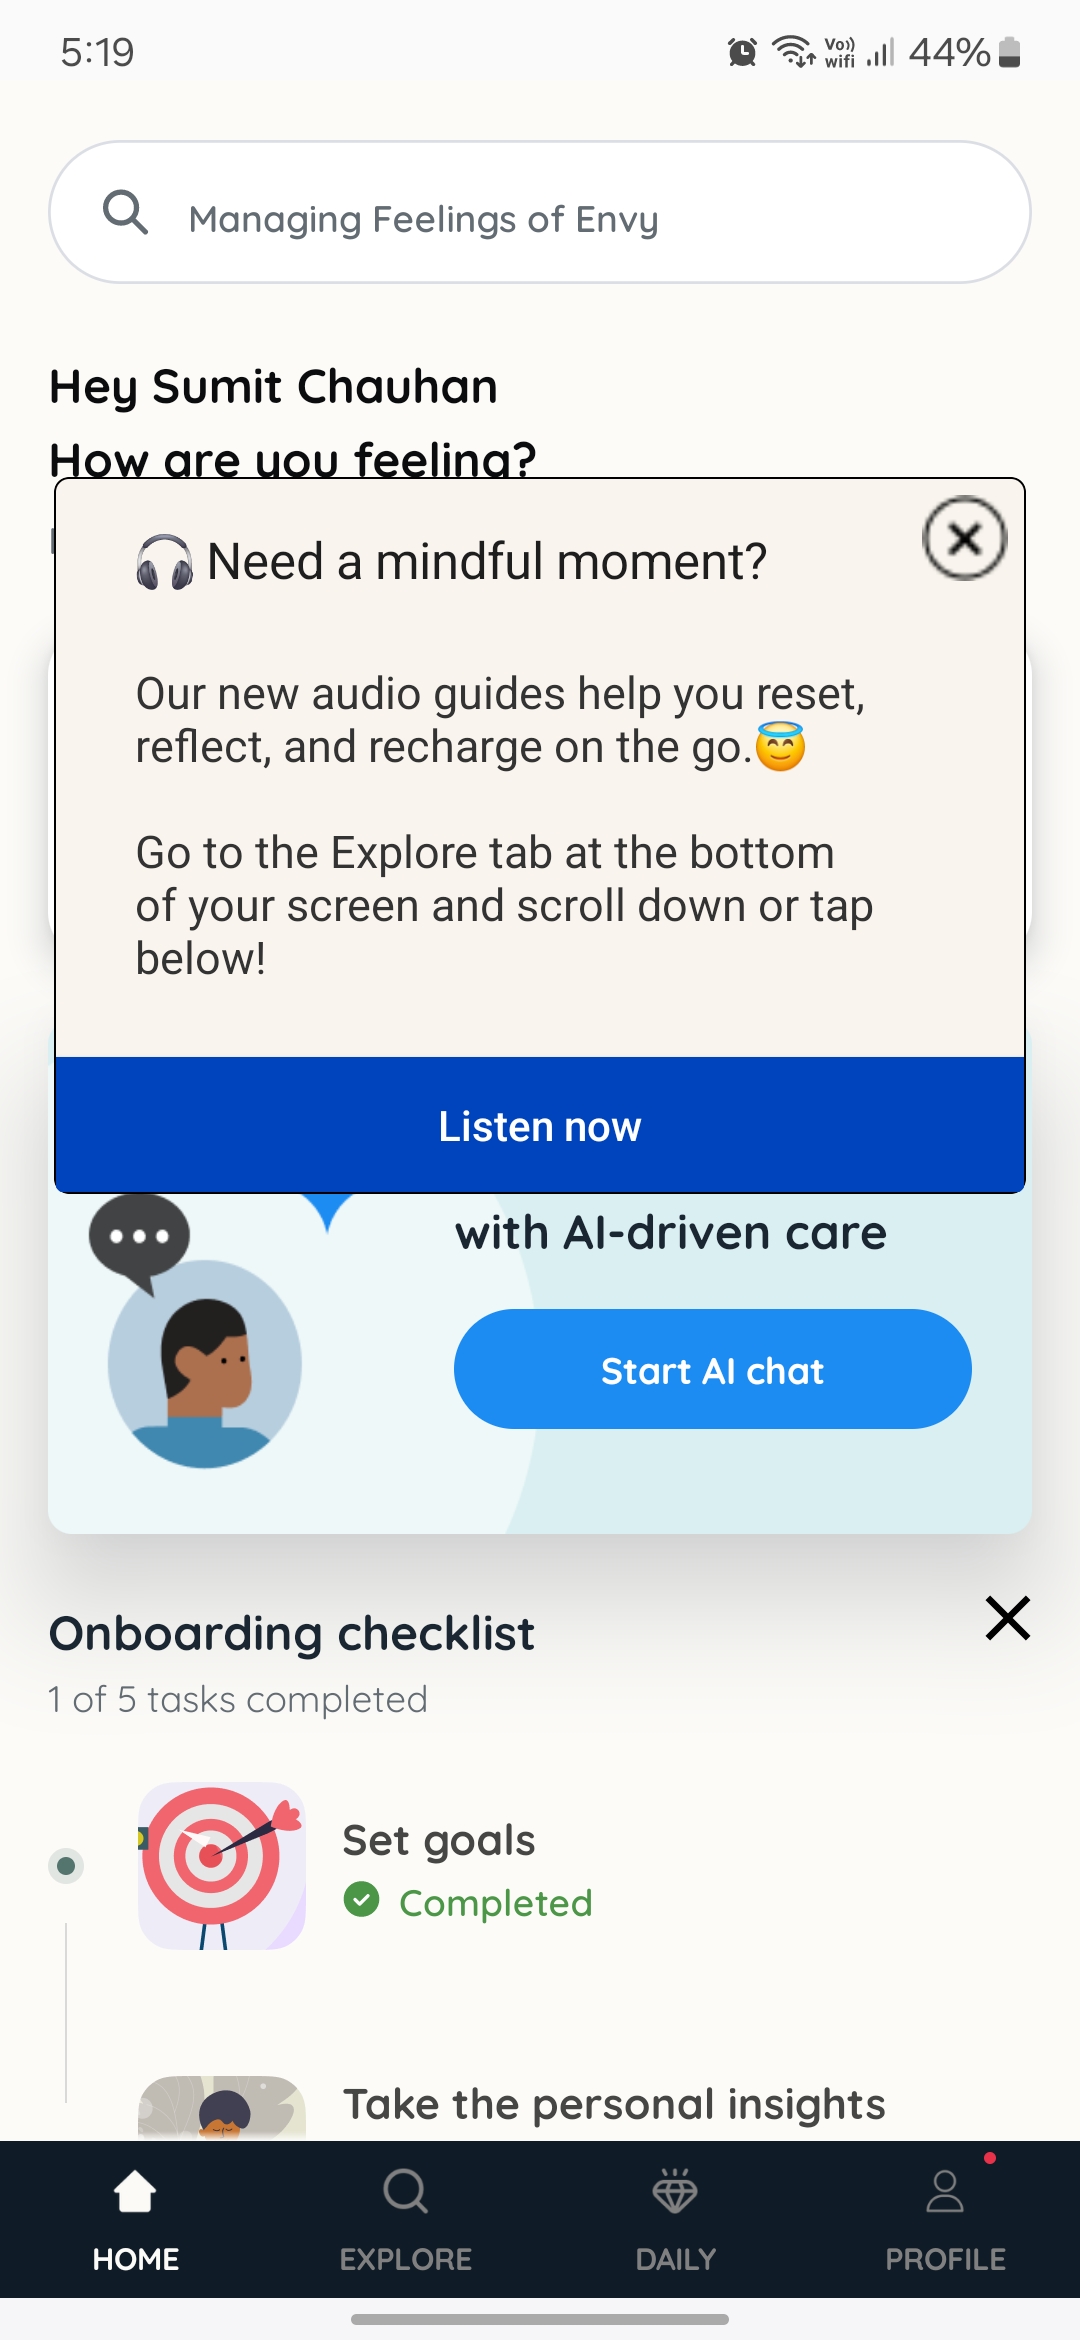 5:19
Vo))
wifi
44%
Managing Feelings of Envy
Hey Sumit Chauhan
How are you feeling?
🎧 Need a mindful moment?
Our new audio guides help you reset,
reflect, and recharge on the go.😇
Go to the Explore tab at the bottom
of your screen and scroll down or tap
below!
Listen now
with AI-driven care
Start AI chat
Onboarding checklist
1 of 5 tasks completed
Set goals
Completed
Take the personal insights
HOME
EXPLORE
DAILY
PROFILE